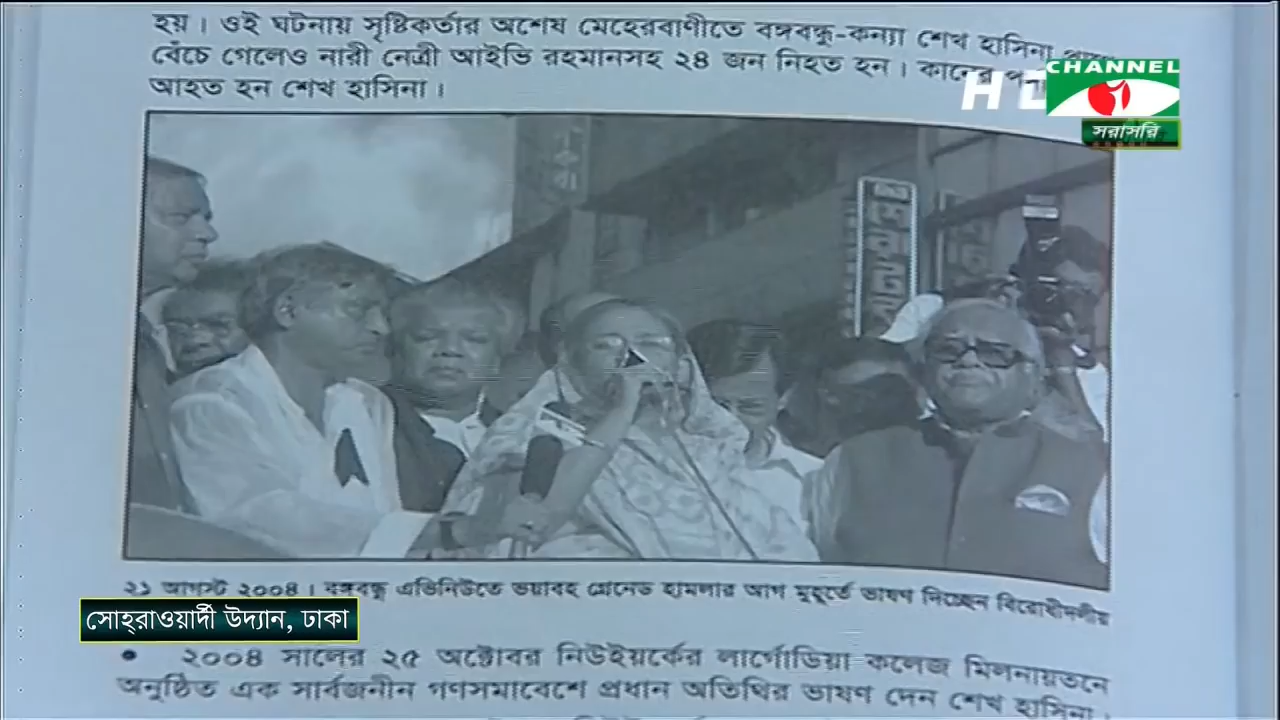 হয়। ওই ঘটনায় সৃষ্টিকর্তার অশেষ মেহেরবাণীতে বঙ্গবন্ধু-কন্যা শেখ হাসিনা
বেঁচে গেলেও নারী নেত্রী আইভি রহমানসহ ২৪ জন নিহত হন। কানের
আহত হন শেখ হাসিনা।
HD
CHANNEL
সরাসরি
২১ আগস্ট ২০০৪। বঙ্গবন্ধু এভিনিউতে ভয়াবহ গ্রেনেড হামলার আগ মুহূর্তে ভাষণ দিচ্ছেন বিরোধীদলীয়
সোহ্‌রাওয়ার্দী উদ্যান, ঢাকা
• ২০০৪ সালের ২৫ অক্টোবর নিউইয়র্কের লাগোর্ডিয়া কলেজ মিলনায়তনে
অনুষ্ঠিত এক সার্বজনীন গণসমাবেশে প্রধান অতিথির ভাষণ দেন শেখ হাসিনা।